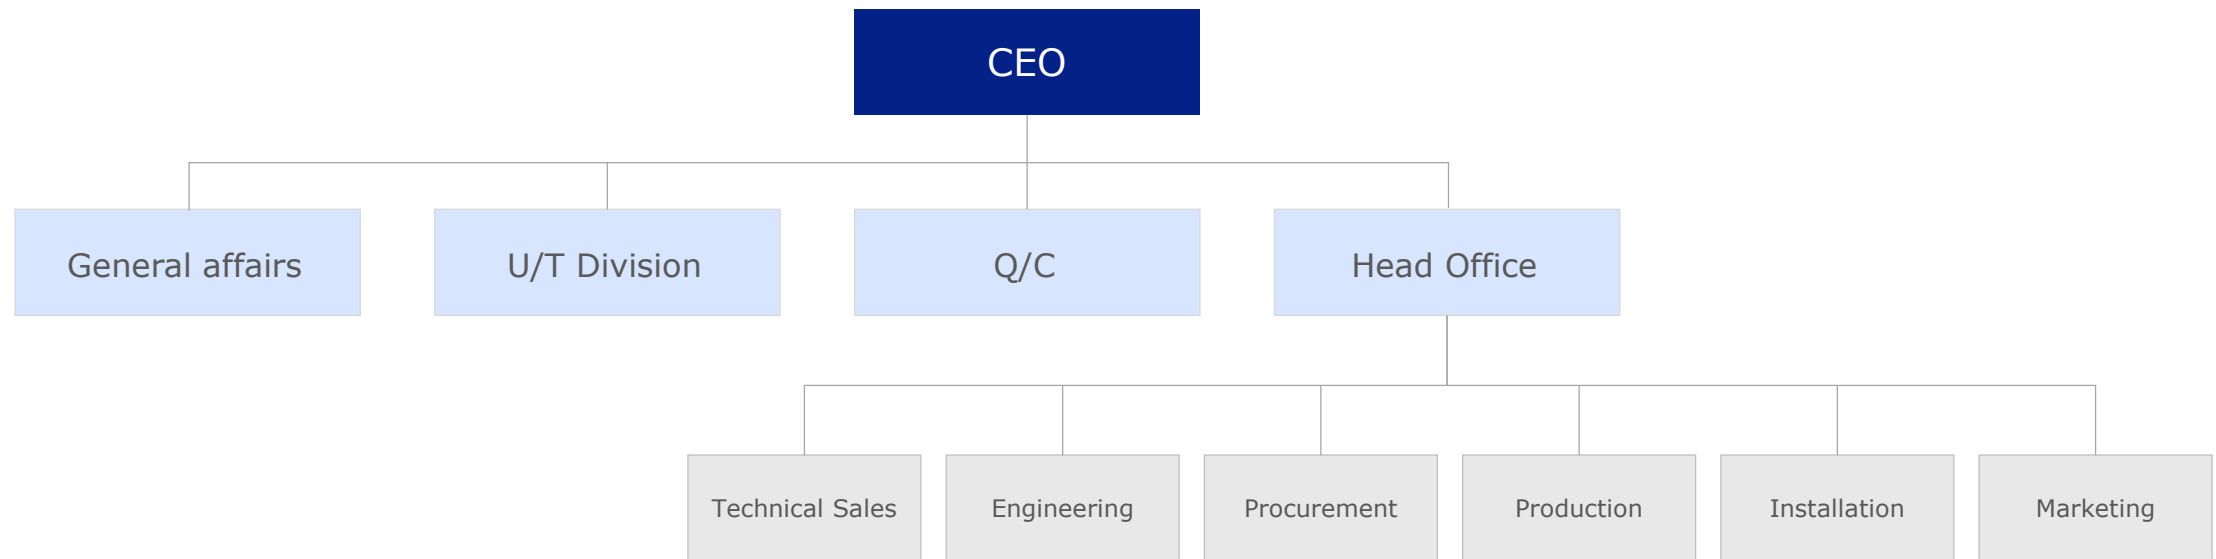 CEO
General affairs
U/T Division
Q/C
Head Office
Technical Sales
Engineering
Procurement
Production
Installation
Marketing